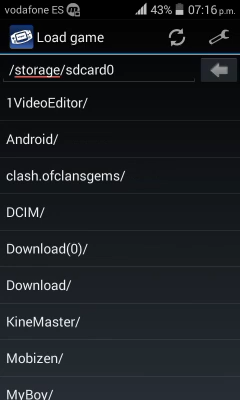 vodafone ES 43% 07:16 p.m.
Load game
/storage/sdcard0
1VideoEditor/
Android/
clash.ofclansgems/
DCIM/
Download(0)/
Download/
KineMaster/
Mobizen/
MyBoy/